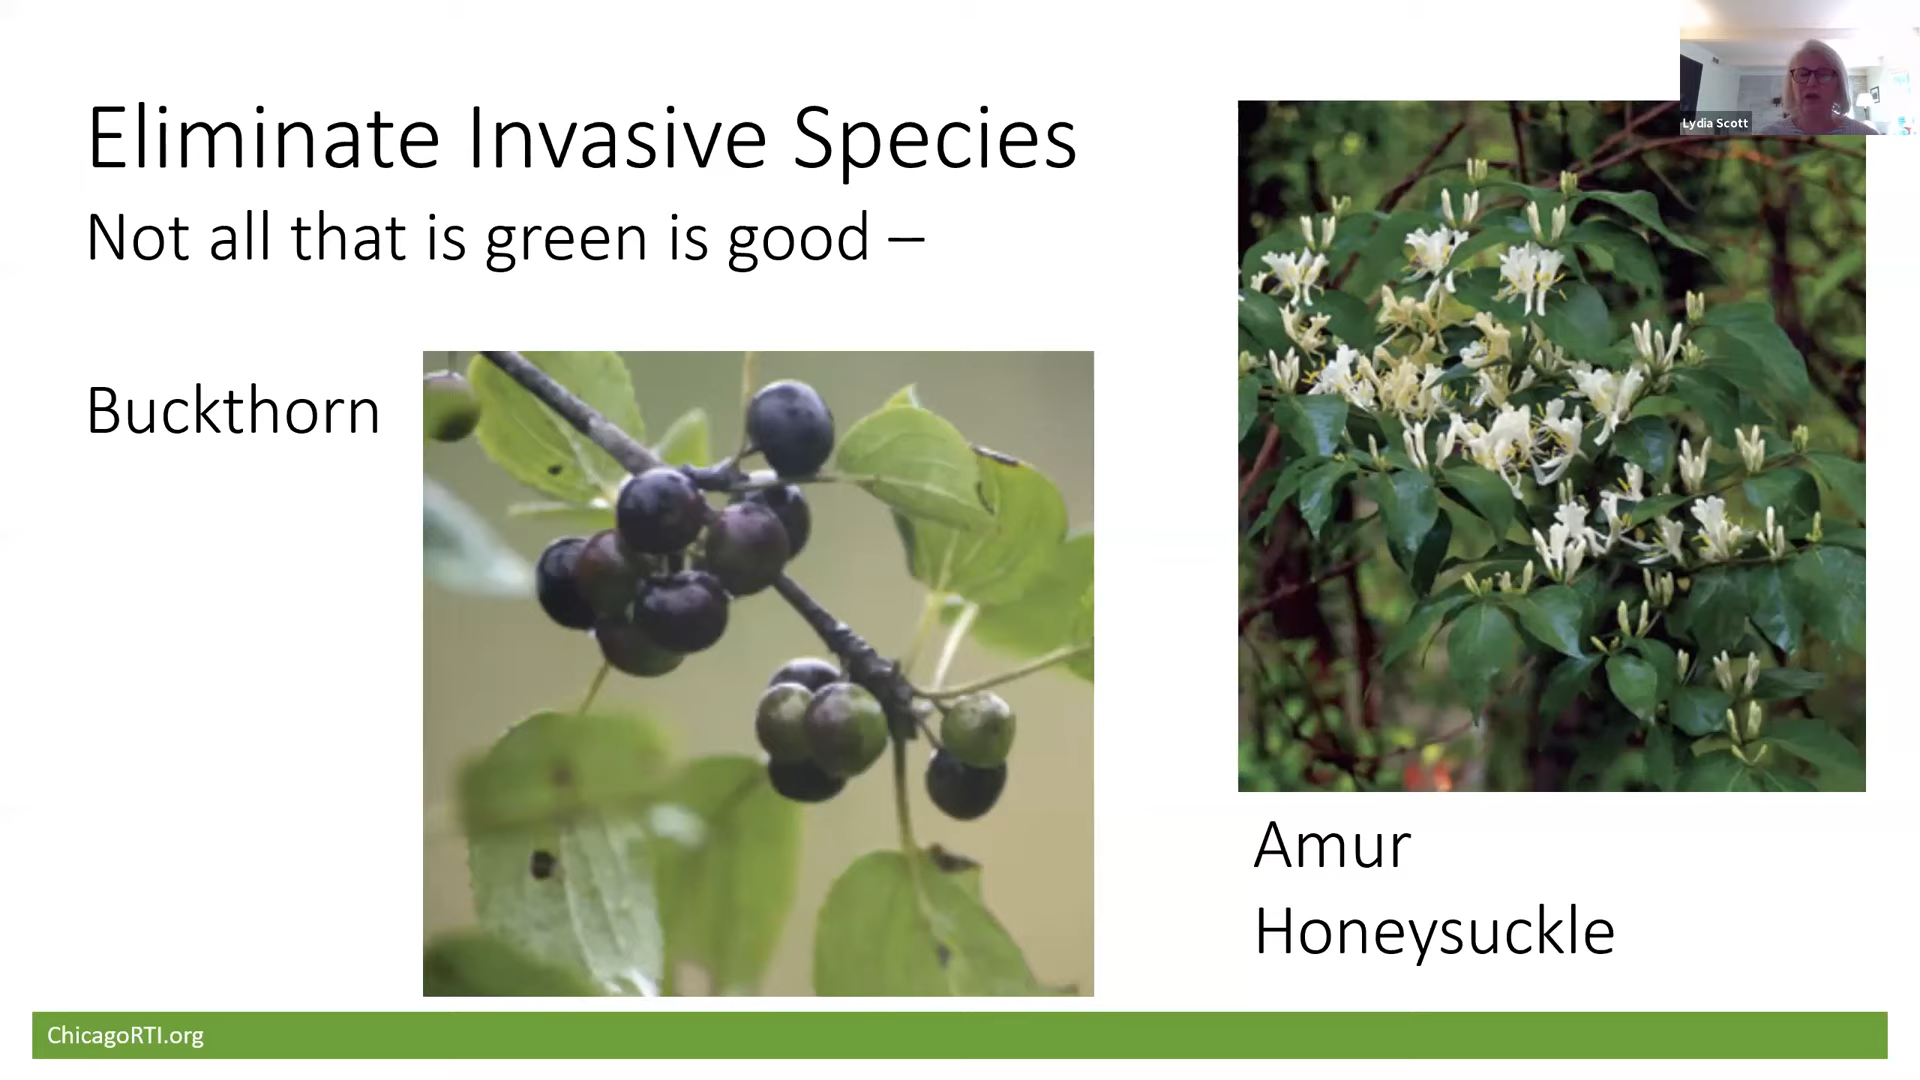 Eliminate Invasive Species
Not all that is green is good –
Buckthorn
Lydia Scott
Amur
Honeysuckle
ChicagoRTI.org